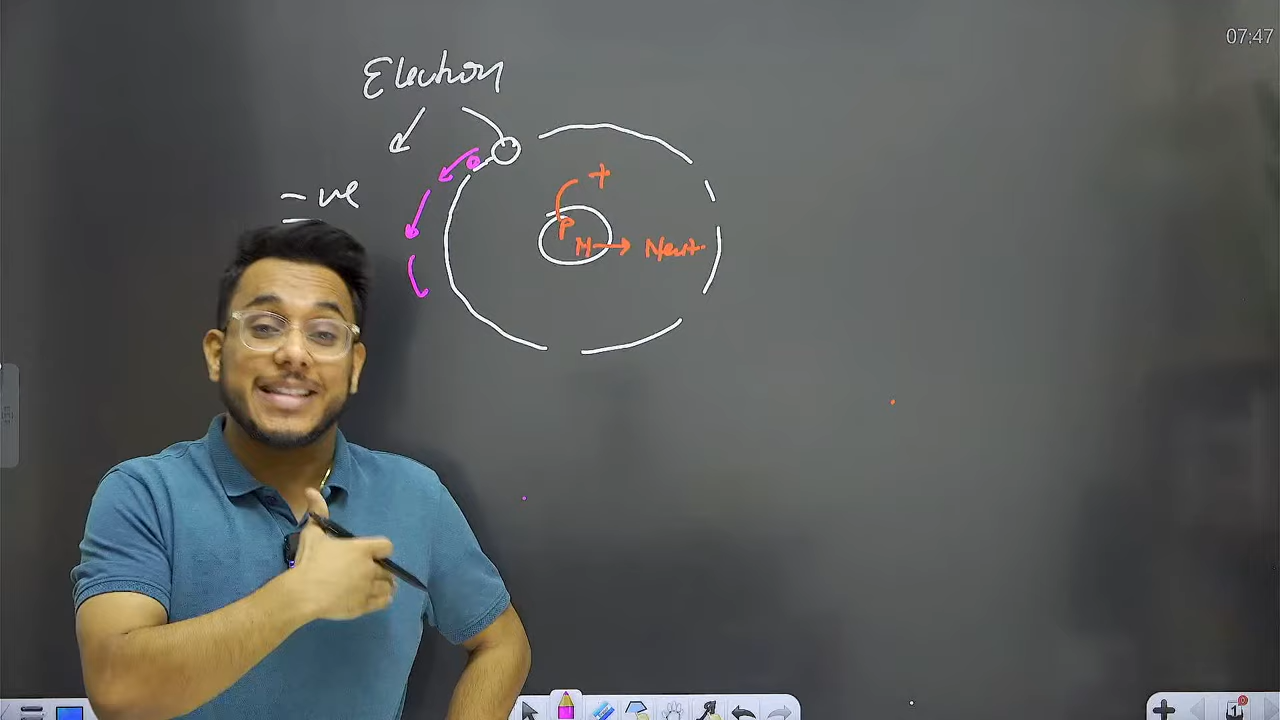 07:47
Electron
-ve
+
P
N → Neut.